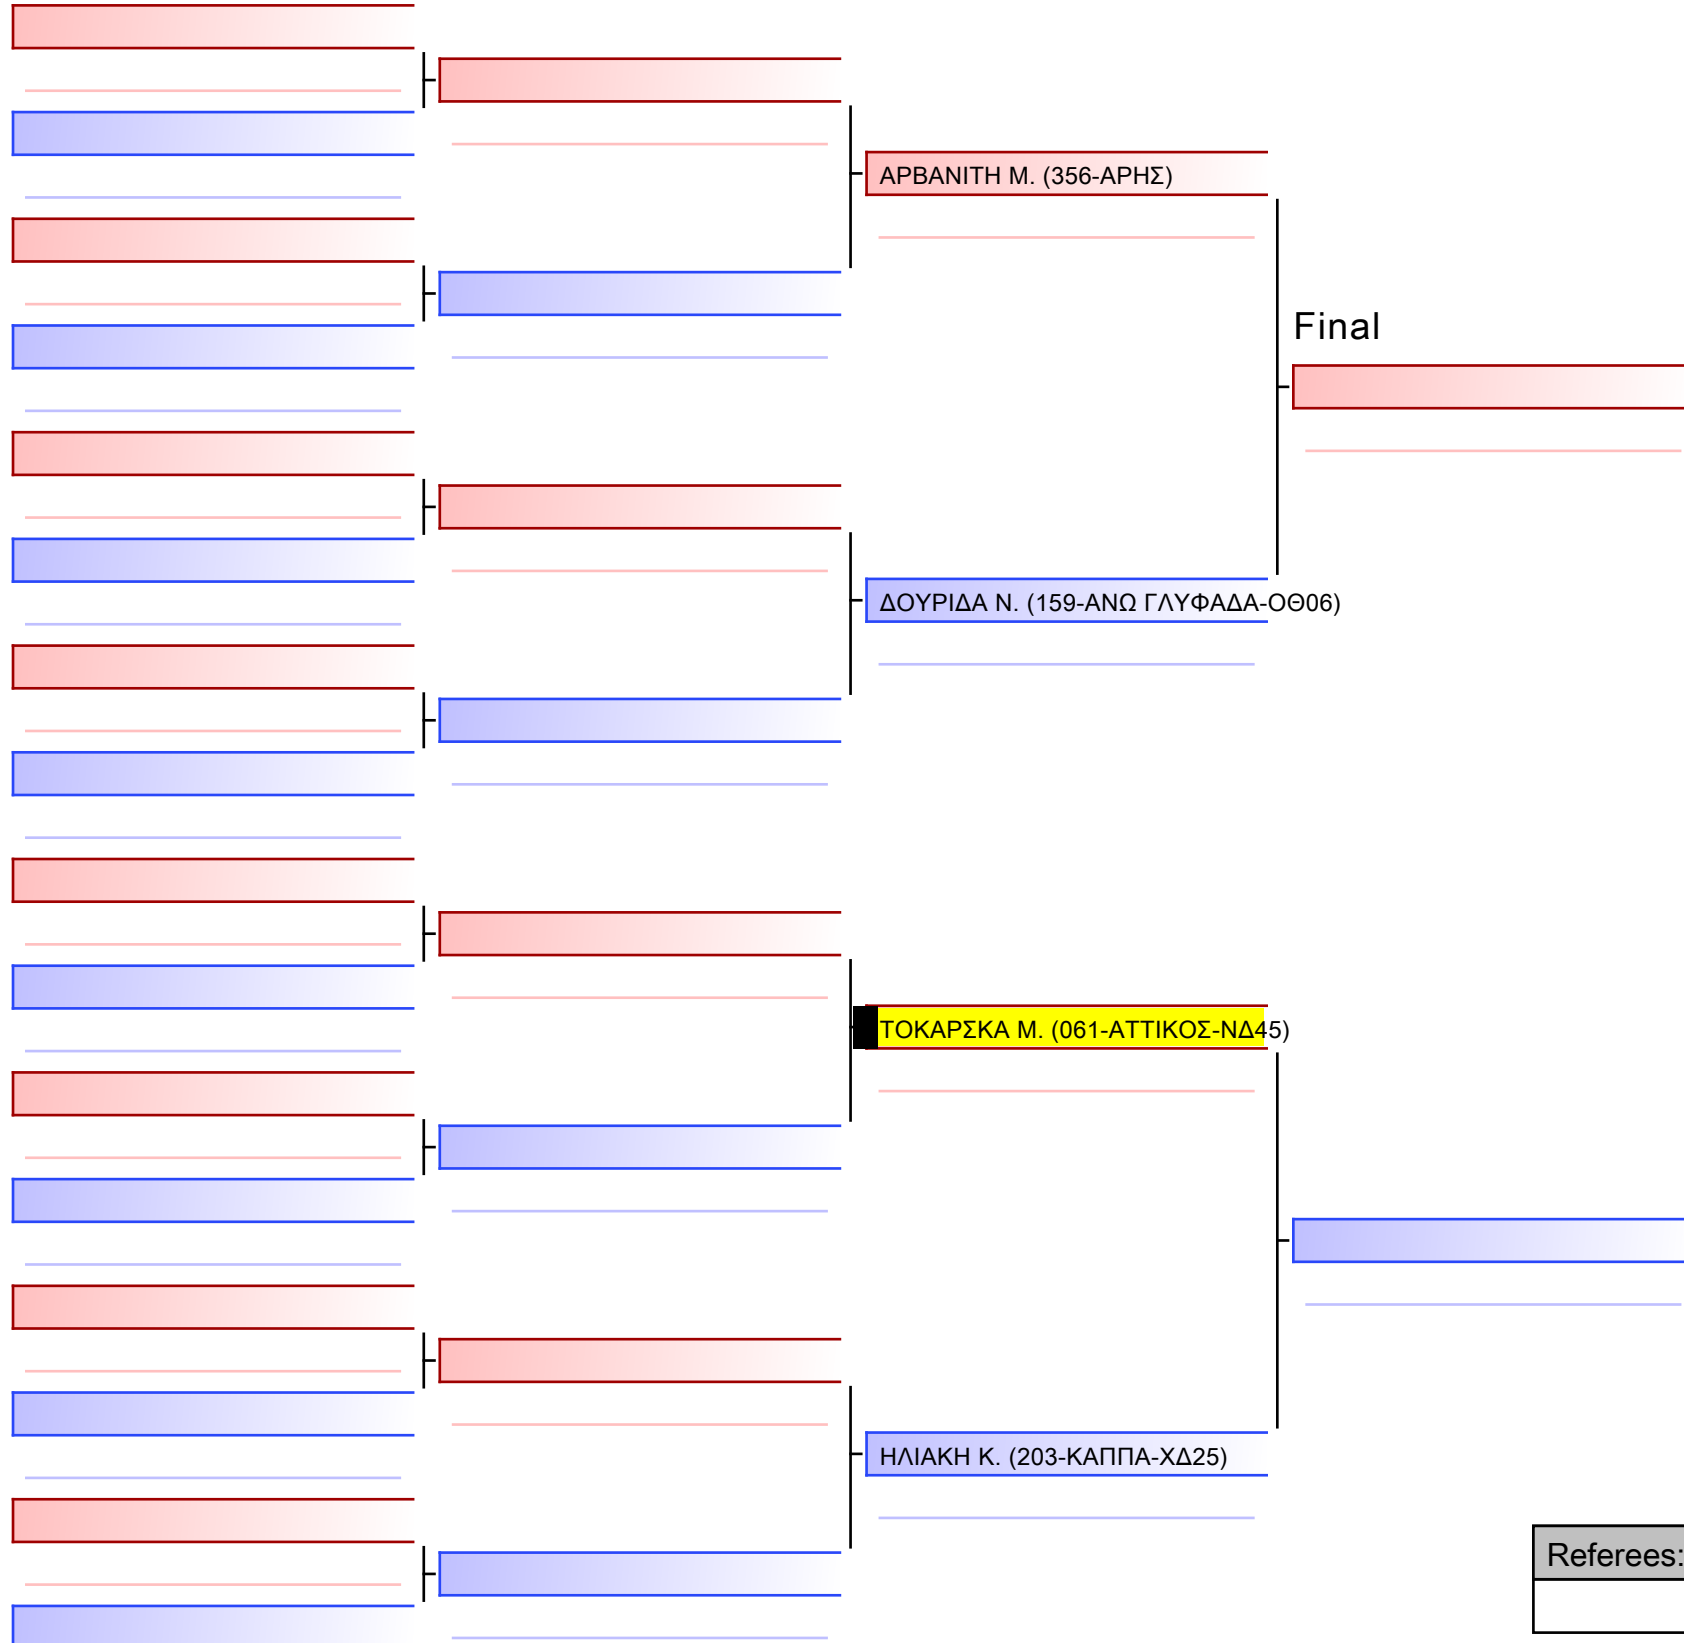 ΑΡΒΑΝΙΤΗ Μ. (356-ΑΡΗΣ)
Final
ΔΟΥΡΙΔΑ Ν. (159-ΑΝΩ ΓΛΥΦΑΔΑ-ΟΘ06)
ΤΟΚΑΡΣΚΑ Μ. (061-ΑΤΤΙΚΟΣ-ΝΔ45)
ΗΛΙΑΚΗ Κ. (203-ΚΑΠΠΑ-ΧΔ25)
Referees: